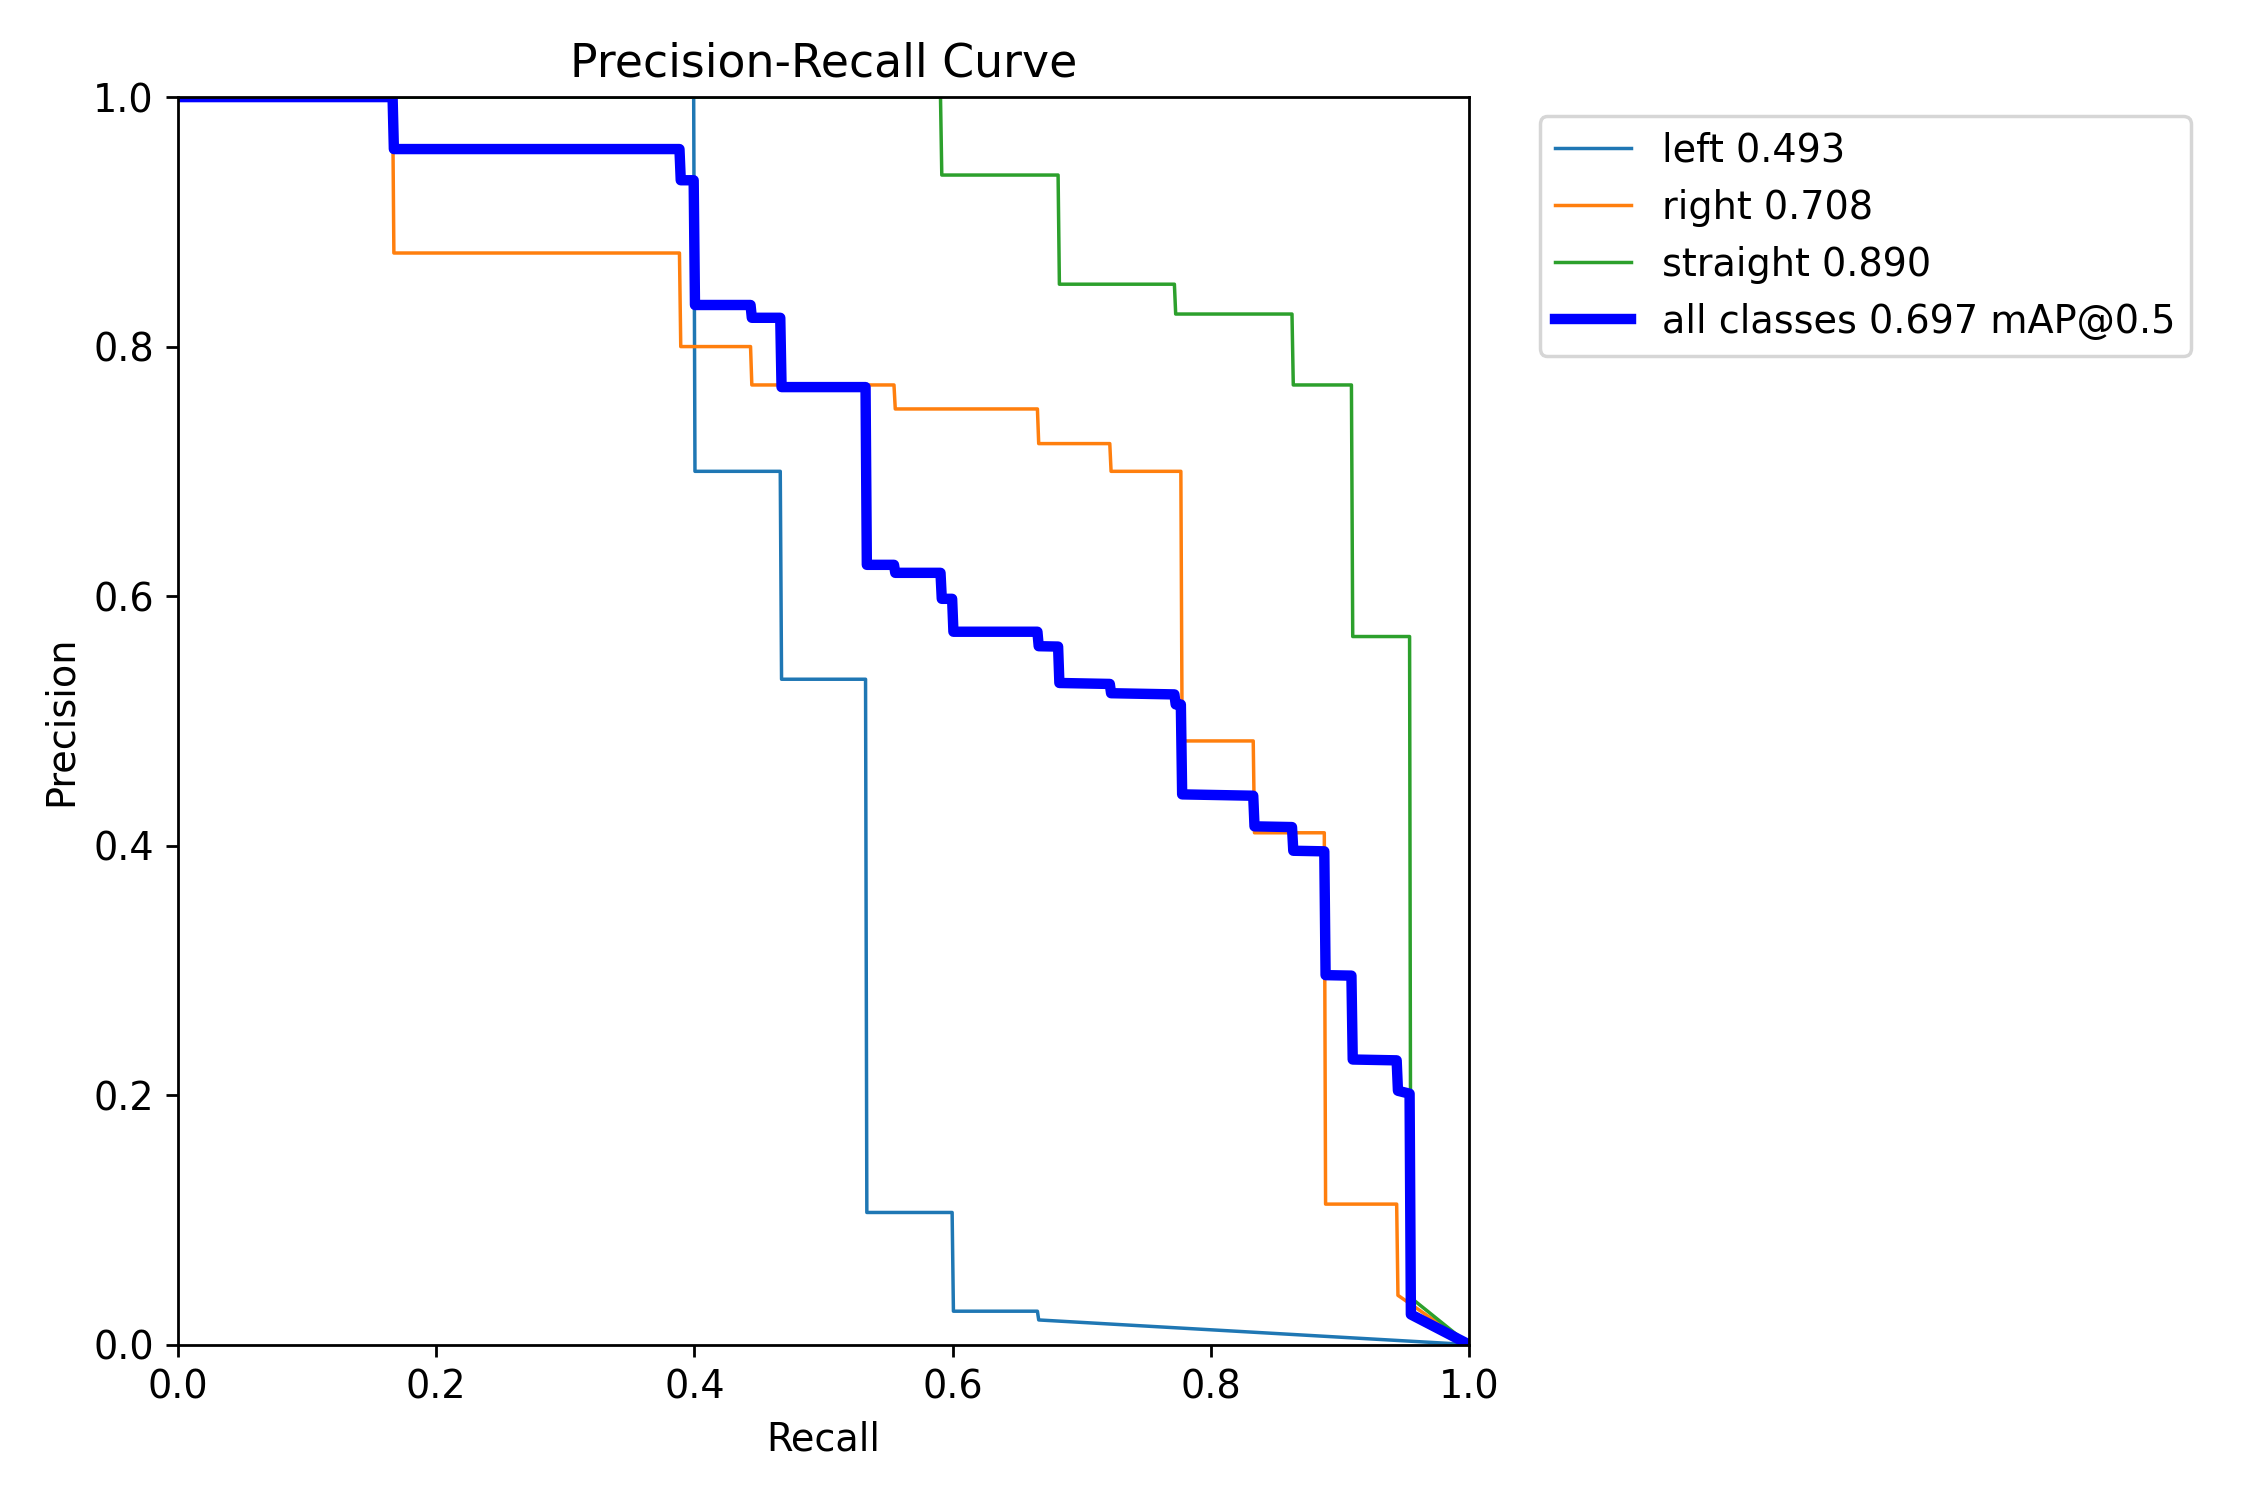 Precision-Recall Curve
1.0
0.8
0.6
0.4
0.2
0.0
Precision
0.0 0.2 0.4 0.6 0.8 1.0
Recall
left 0.493
right 0.708
straight 0.890
all classes 0.697 mAP@0.5